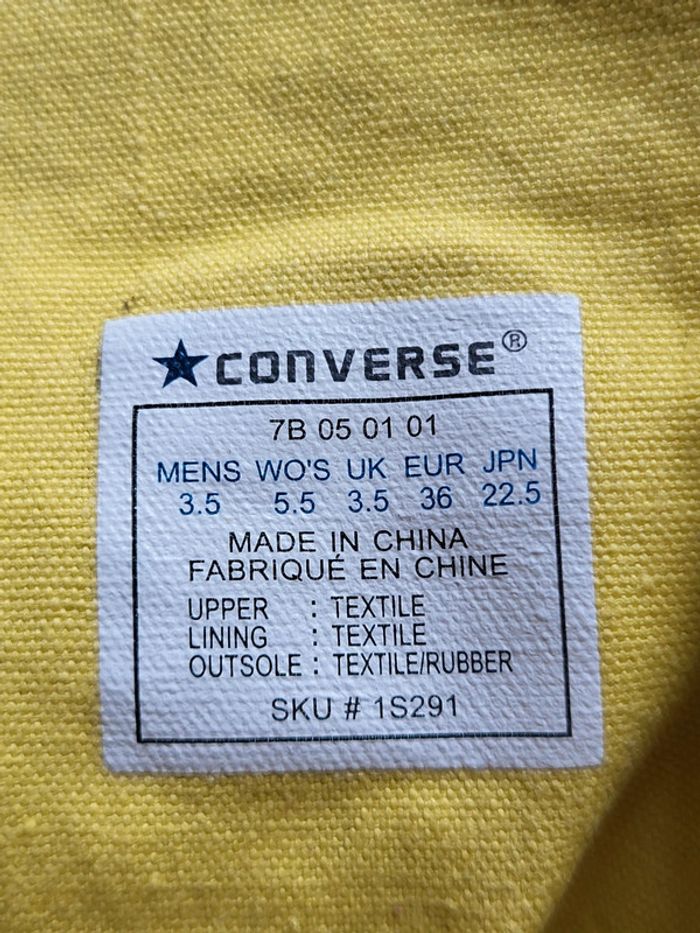 CONVERSE®
7B 05 01 01
MENS WO'S UK EUR JPN
3.5 5.5 3.5 36 22.5
MADE IN CHINA
FABRIQUÉ EN CHINE
UPPER : TEXTILE
LINING : TEXTILE
OUTSOLE : TEXTILE/RUBBER
SKU # 1S291